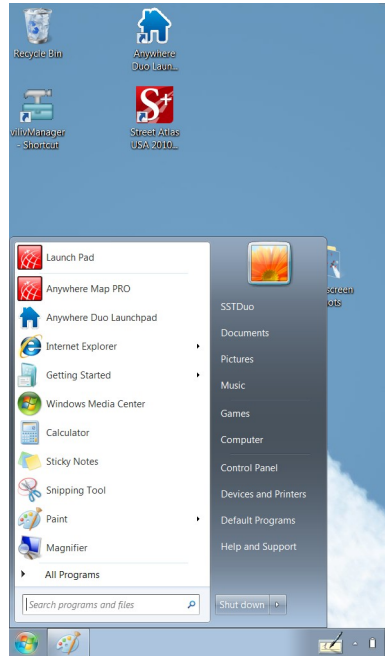 Recycle Bin
Anywhere
Duo Laun...
vilivManager
- Shortcut
Street Atlas
USA 2010...
S+
Launch Pad
Anywhere Map PRO
Anywhere Duo Launchpad
Internet Explorer
Getting Started
Windows Media Center
Calculator
Sticky Notes
Snipping Tool
Paint
Magnifier
All Programs
Search programs and files
SSTDuo
Documents
Pictures
Music
Games
Computer
Control Panel
Devices and Printers
Default Programs
Help and Support
Shut down
screen